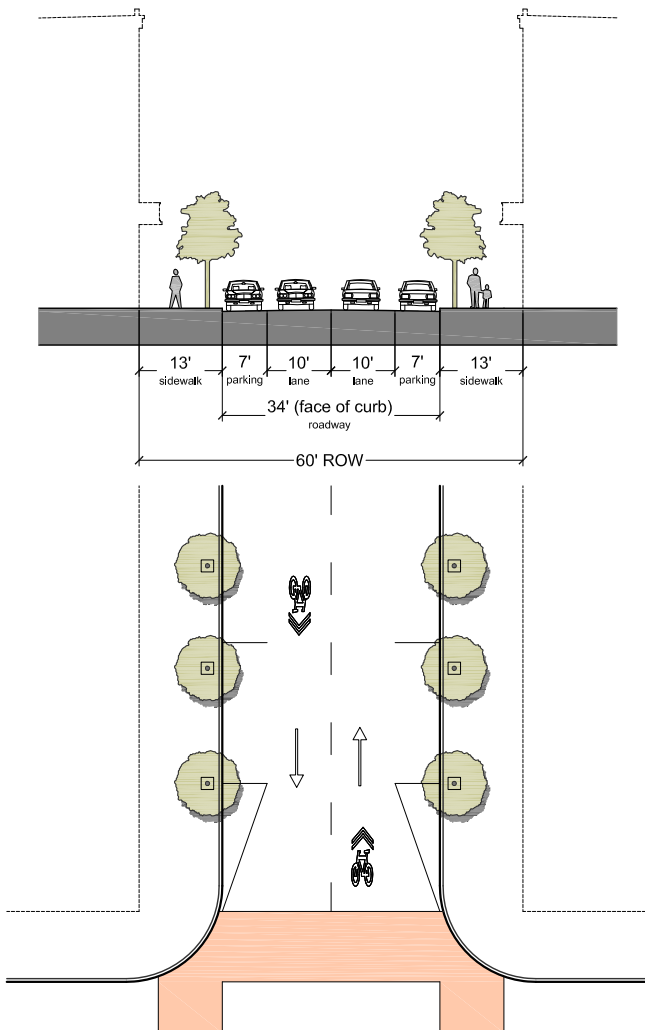 13' 7' 10' 10' 7' 13'
sidewalk parking lane lane parking sidewalk
34' (face of curb)
roadway
60' ROW